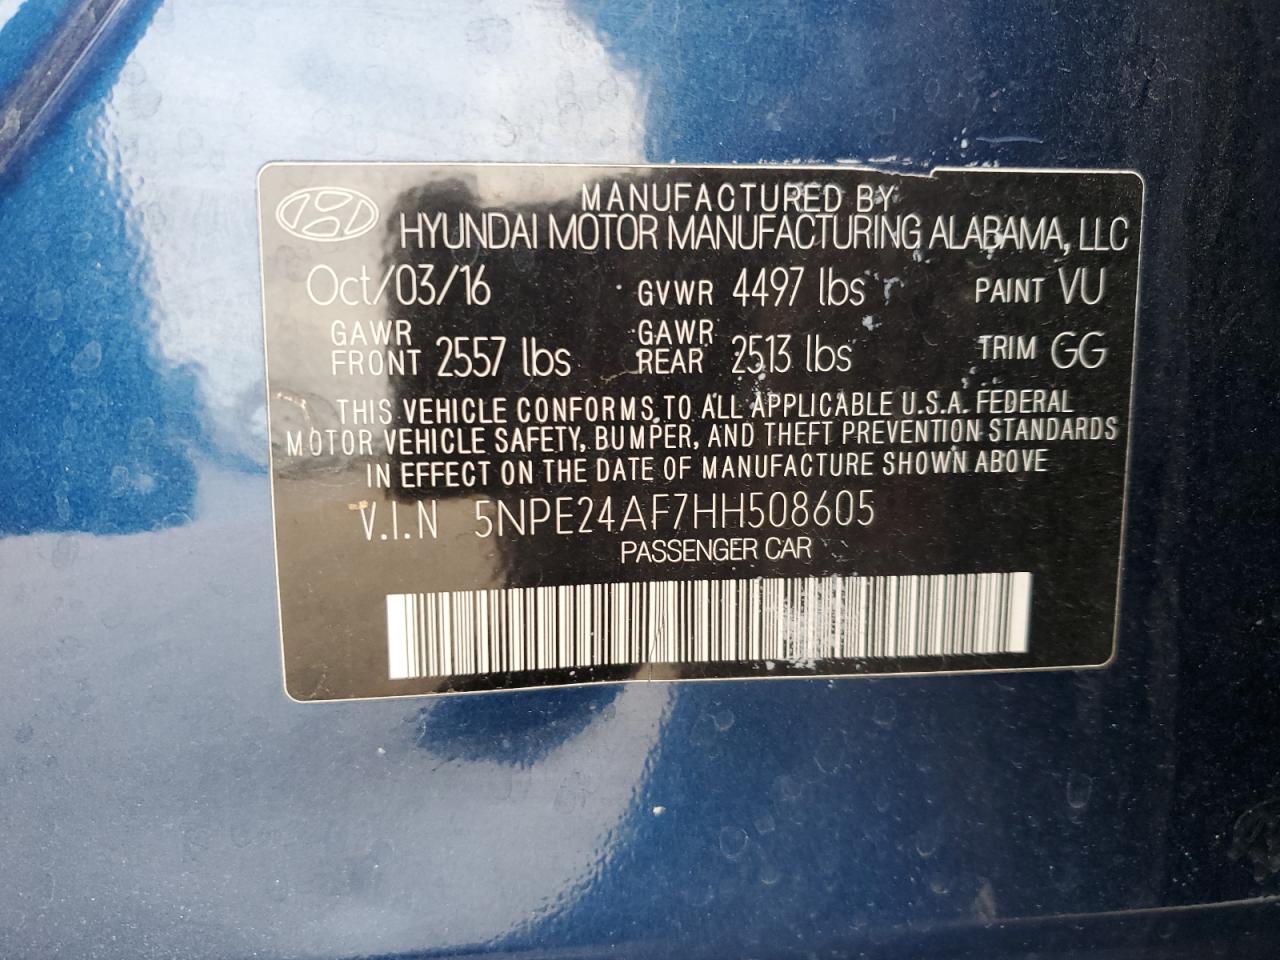 MANUFACTURED BY
HYUNDAI MOTOR MANUFACTURING ALABAMA, LLC
Oct/03/16 GVWR 4497 lbs PAINT VU
GAWR FRONT 2557 lbs GAWR REAR 2513 lbs TRIM GG
THIS VEHICLE CONFORMS TO ALL APPLICABLE U.S.A. FEDERAL
MOTOR VEHICLE SAFETY, BUMPER, AND THEFT PREVENTION STANDARDS
IN EFFECT ON THE DATE OF MANUFACTURE SHOWN ABOVE
V.I.N 5NPE24AF7HH508605
PASSENGER CAR